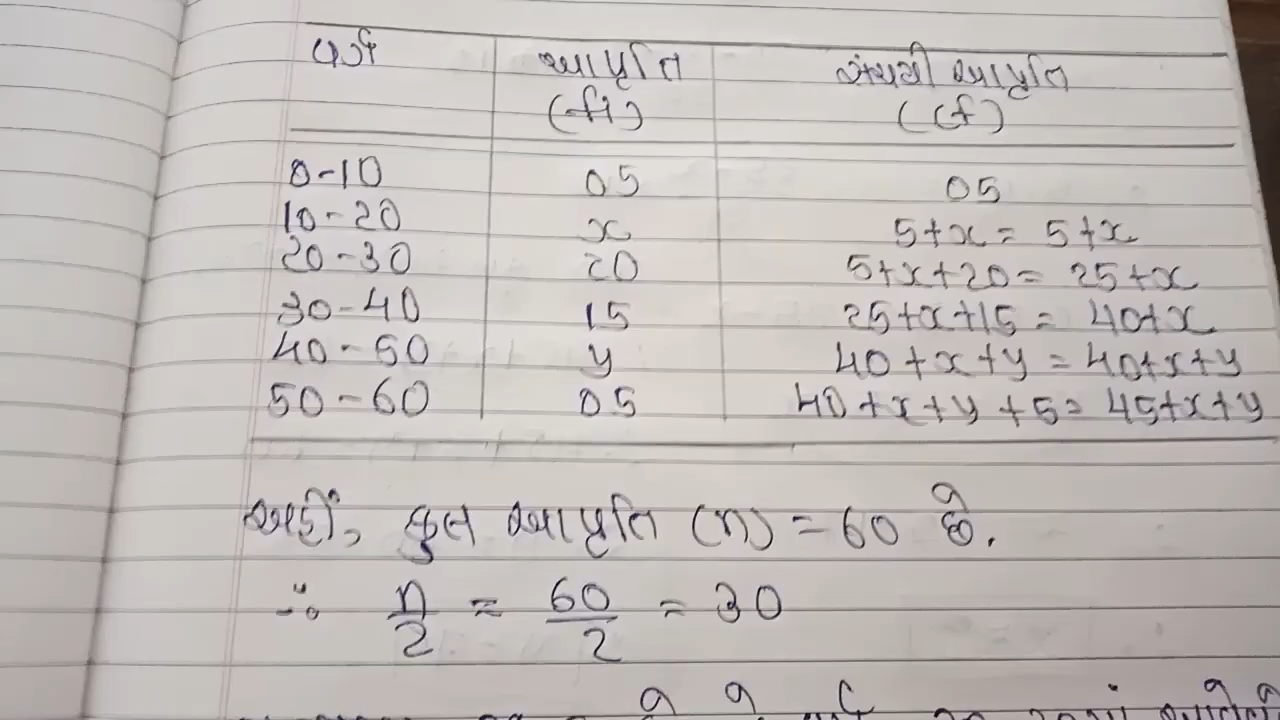 વર્ગ આવૃતિ સંચયી આવૃતિ
(fi) (cf)
0-10 05 05
10-20 x 5+x = 5+x
20-30 20 5+x+20 = 25+x
30-40 15 25+x+15 = 40+x
40-50 y 40+x+y = 40+x+y
50-60 05 40+x+y+5 = 45+x+y
અહીં, કુલ આવૃતિ (n) = 60 છે.
∴ n/2 = 60/2 = 30